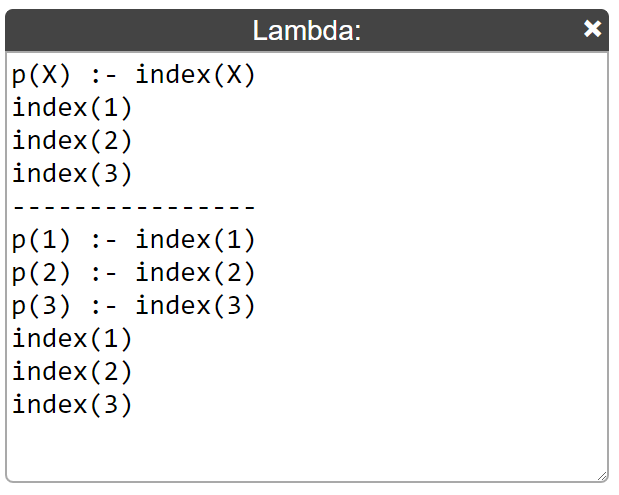 Lambda:
p(X) :- index(X)
index(1)
index(2)
index(3)
----------------
p(1) :- index(1)
p(2) :- index(2)
p(3) :- index(3)
index(1)
index(2)
index(3)